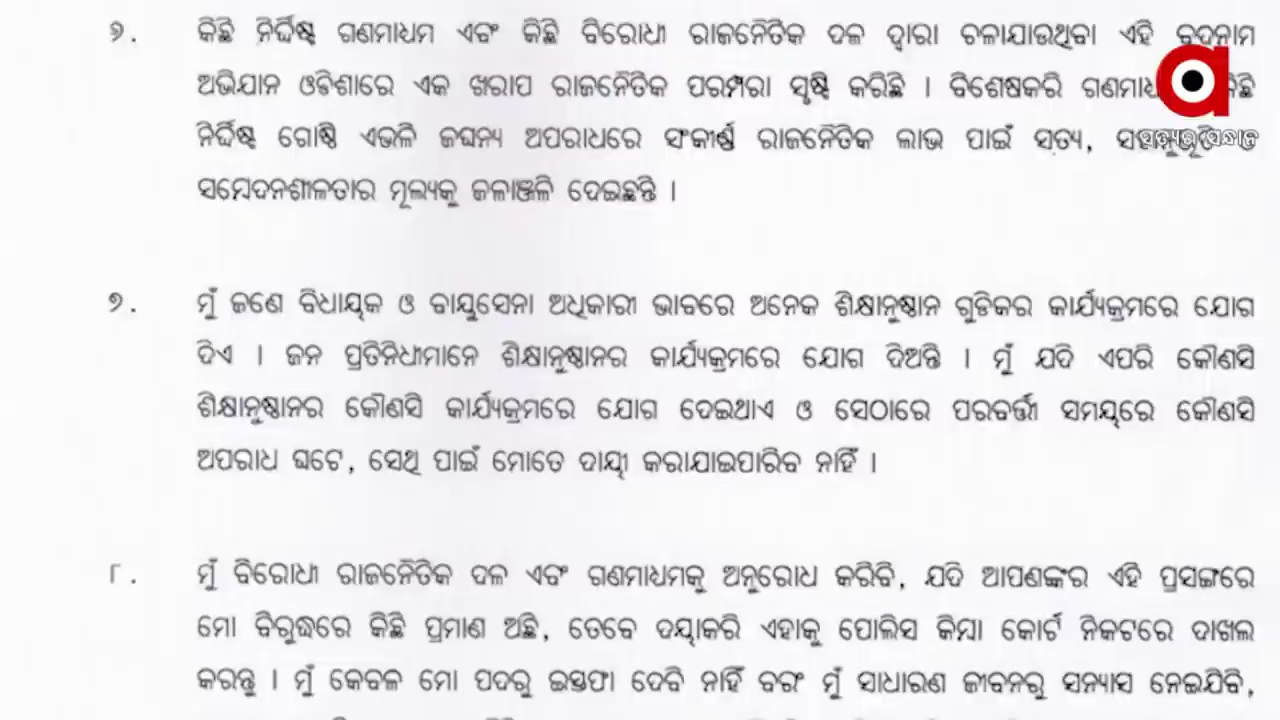 ୬. କିଛି ନିର୍ଦ୍ଦିଷ୍ଟ ଗଣମାଧ୍ୟମ ଏବଂ କିଛି ବିରୋଧୀ ରାଜନୈତିକ ଦଳ ଦ୍ୱାରା ଚଳାଯାଉଥିବା ଏହି ବଦନାମ
ଅଭିଯାନ ଓଡିଶାରେ ଏକ ଖରାପ ରାଜନୈତିକ ପରମ୍ପରା ସୃଷ୍ଟି କରିଛି । ବିଶେଷକରି କିଛି
ନିର୍ଦ୍ଦିଷ୍ଟ ଗୋଷ୍ଠି ଏଭଳି ଜଘନ୍ୟ ଅପରାଧରେ ସଂକୀର୍ଣ୍ଣ ରାଜନୈତିକ ଲାଭ ପାଇଁ ସତ୍ୟ,
ସମ୍ବେଦନଶୀଳତାର ମୂଲ୍ୟକୁ ଜଳାଞ୍ଜଳି ଦେଇଛନ୍ତି ।
୭. ମୁଁ ଜଣେ ବିଧାୟକ ଓ ବାୟୁସେନା ଅଧିକାରୀ ଭାବରେ ଅନେକ ଶିକ୍ଷାନୁଷ୍ଠାନ ଗୁଡିକର କାର୍ଯ୍ୟକ୍ରମରେ ଯୋଗ
ଦିଏ । ଜନ ପ୍ରତିନିଧୀମାନେ ଶିକ୍ଷାନୁଷ୍ଠାନର କାର୍ଯ୍ୟକ୍ରମରେ ଯୋଗ ଦିଅନ୍ତି । ମୁଁ ଯଦି ଏପରି କୌଣସି
ଶିକ୍ଷାନୁଷ୍ଠାନର କୌଣସି କାର୍ଯ୍ୟକ୍ରମରେ ଯୋଗ ଦେଇଥାଏ ଓ ସେଠାରେ ପରବର୍ତ୍ତୀ ସମୟରେ କୌଣସି
ଅପରାଧ ଘଟେ, ସେଥି ପାଇଁ ମୋତେ ଦାୟୀ କରାଯାଇପାରିବ ନାହିଁ ।
୮. ମୁଁ ବିରୋଧୀ ରାଜନୈତିକ ଦଳ ଏବଂ ଗଣମାଧ୍ୟମକୁ ଅନୁରୋଧ କରିବି, ଯଦି ଆପଣଙ୍କର ଏହି ପ୍ରସଙ୍ଗରେ
ମୋ ବିରୁଦ୍ଧରେ କିଛି ପ୍ରମାଣ ଅଛି, ତେବେ ଦୟାକରି ଏହାକୁ ପୋଲିସ କିମ୍ବା କୋର୍ଟ ନିକଟରେ ଦାଖଲ
କରନ୍ତୁ । ମୁଁ କେବଳ ମୋ ପଦରୁ ଇସ୍ତଫା ଦେବି ନାହିଁ ବରଂ ମୁଁ ସାଧାରଣ ଜୀବନରୁ ସନ୍ୟାସ ନେଇଯିବି,